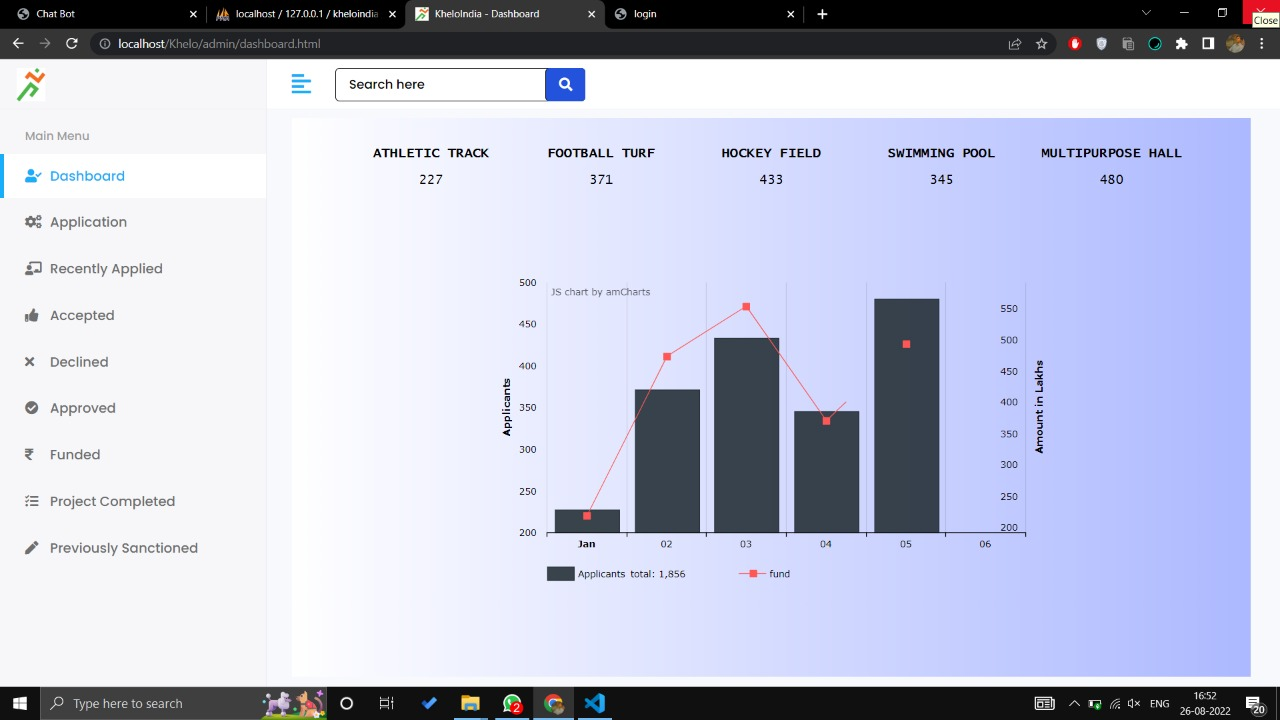 Chat Bot
localhost / 127.0.0.1 / kheloindia
KheloIndia - Dashboard
login
Close
localhost/Khelo/admin/dashboard.html
Search here
Main Menu
Dashboard
Application
Recently Applied
Accepted
Declined
Approved
Funded
Project Completed
Previously Sanctioned
ATHLETIC TRACK FOOTBALL TURF HOCKEY FIELD SWIMMING POOL MULTIPURPOSE HALL
227 371 433 345 480
JS chart by amCharts
Applicants
500
450
400
350
300
250
200
550
500
450
400
350
300
250
200
Amount in Lakhs
Jan 02 03 04 05 06
Applicants total: 1,856 fund
Type here to search
2
ENG
16:52
26-08-2022
20